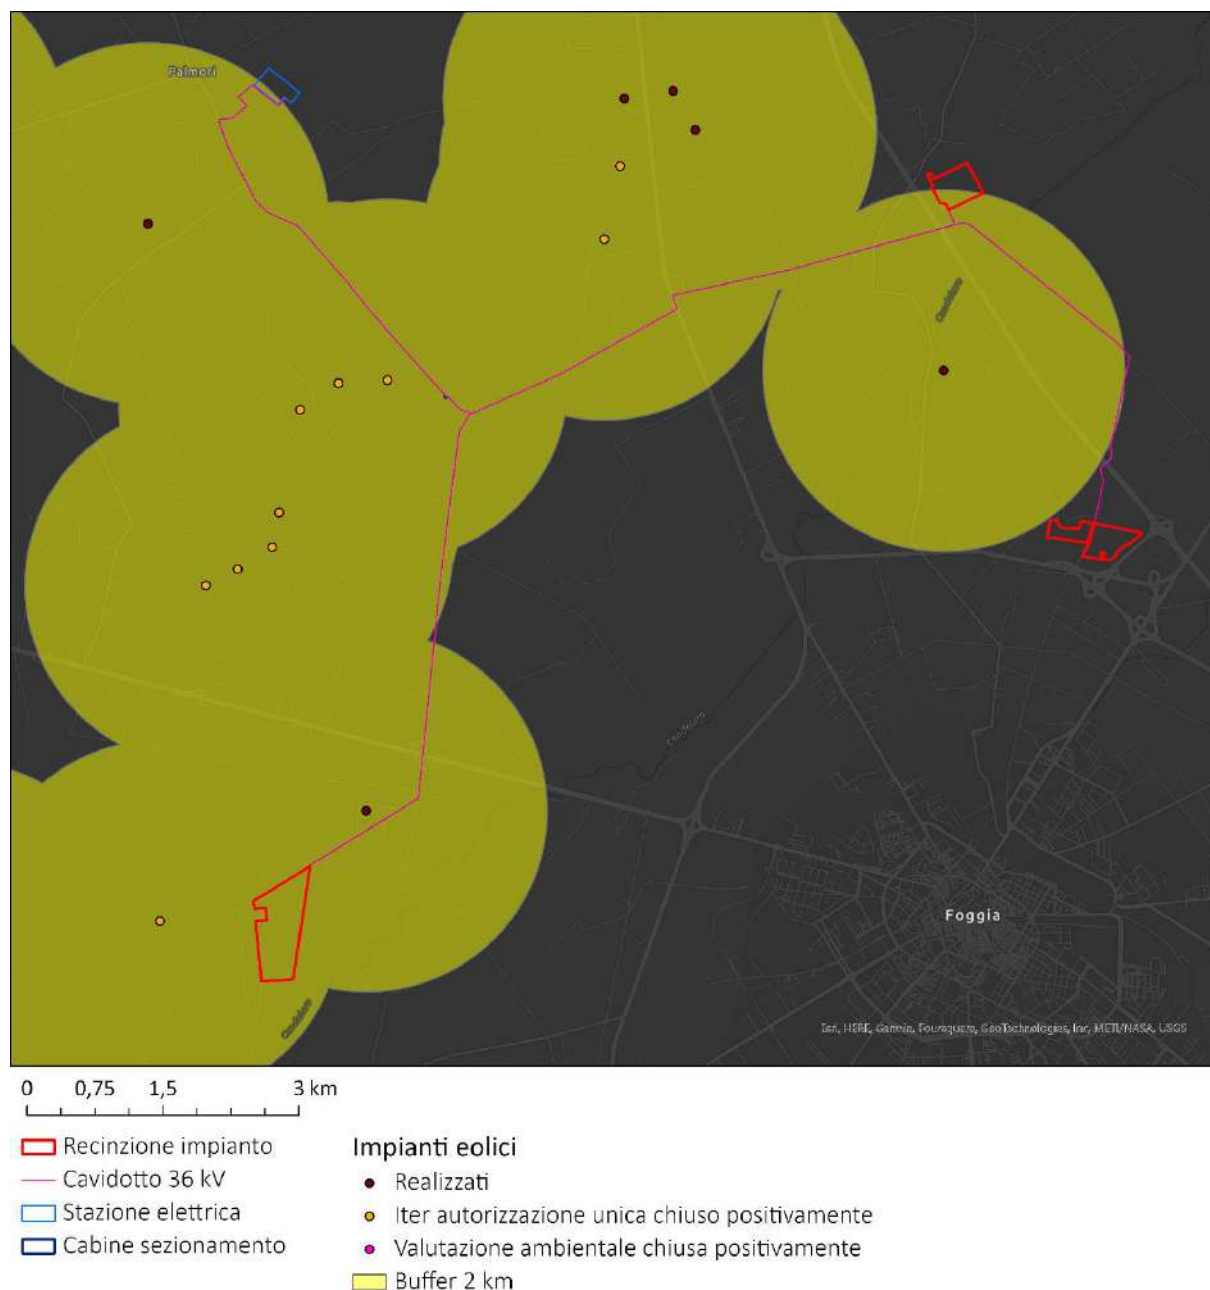 Palmori
Candelaro
Foggia
Esri, HERE, Garmin, Foursquare, GeoTechnologies, Inc, METI/NASA, USGS
0 0,75 1,5 3 km
Recinzione impianto
Cavidotto 36 kV
Stazione elettrica
Cabine sezionamento
Impianti eolici
Realizzati
Iter autorizzazione unica chiuso positivamente
Valutazione ambientale chiusa positivamente
Buffer 2 km